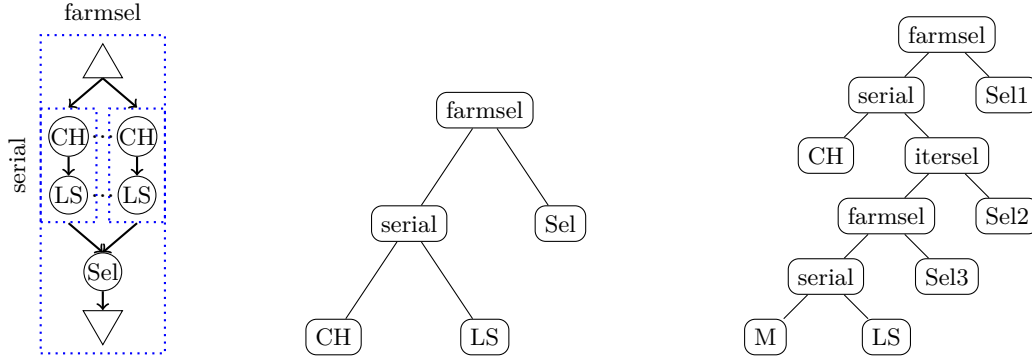 farmsel
serial
CH ... CH
LS ... LS
Sel
farmsel
serial
Sel
CH
LS
farmsel
serial
Sel1
CH
itersel
farmsel
Sel2
serial
Sel3
M
LS